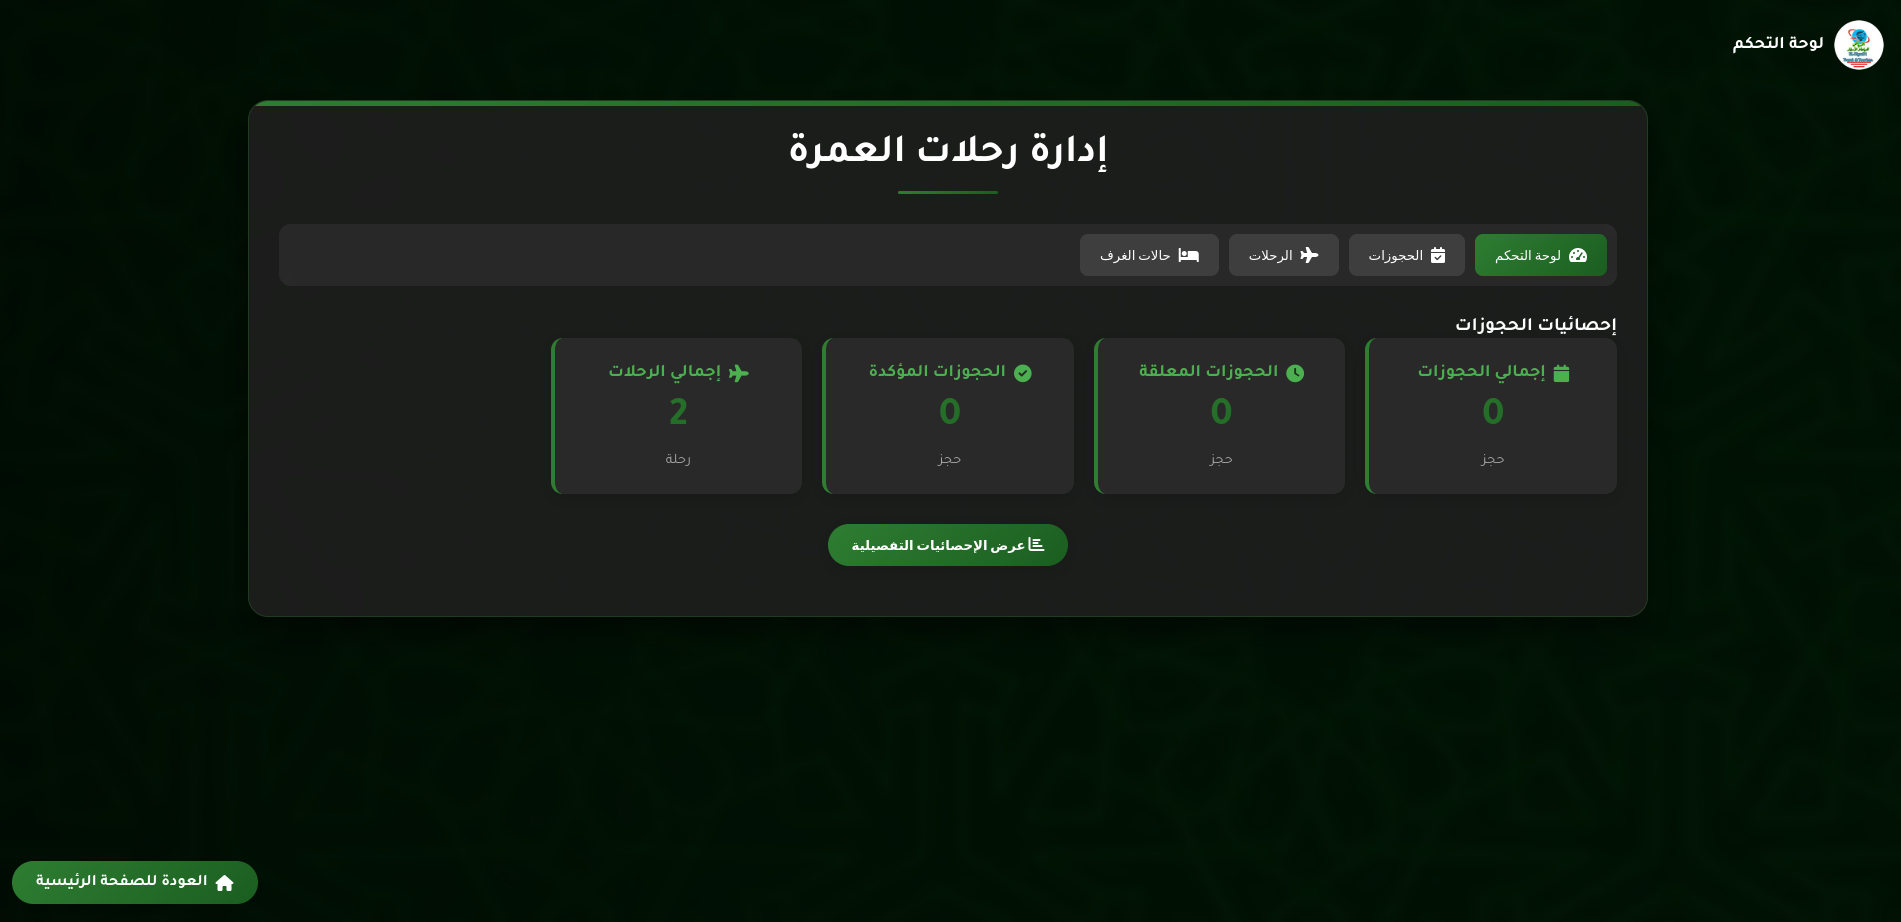 لوحة التحكم
إدارة رحلات العمرة
لوحة التحكم
الحجوزات
الرحلات
حالات الغرف
إحصائيات الحجوزات
إجمالي الحجوزات
0
حجز
الحجوزات المعلقة
0
حجز
الحجوزات المؤكدة
0
حجز
إجمالي الرحلات
2
رحلة
عرض الإحصائيات التفصيلية
العودة للصفحة الرئيسية